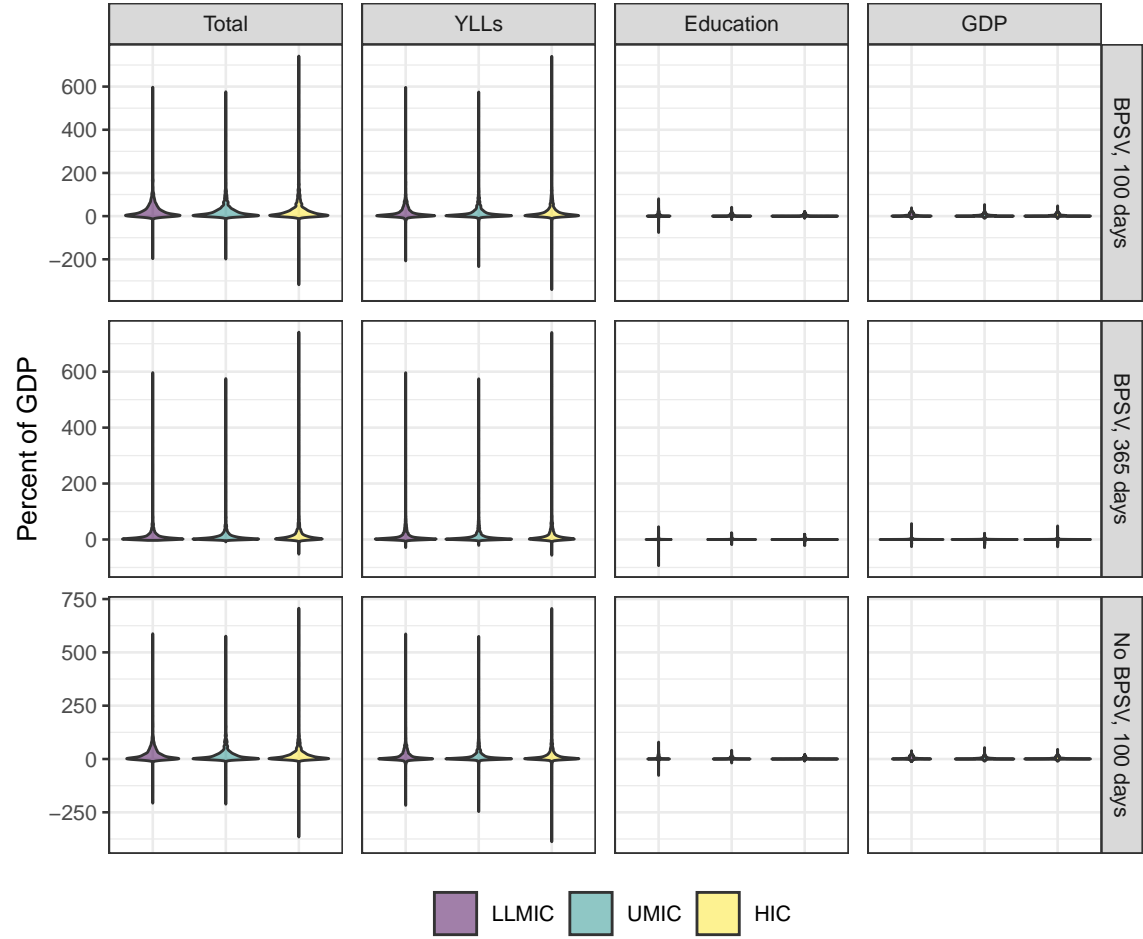 Total
YLLs
Education
GDP
600
400
200
0
−200
BPSV, 100 days
Percent of GDP
600
400
200
0
BPSV, 365 days
750
500
250
0
−250
No BPSV, 100 days
LLMIC
UMIC
HIC